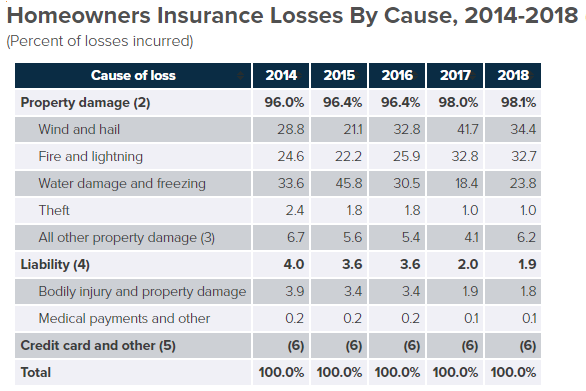 Homeowners Insurance Losses By Cause, 2014-2018
(Percent of losses incurred)
Cause of loss 2014 2015 2016 2017 2018
Property damage (2) 96.0% 96.4% 96.4% 98.0% 98.1%
Wind and hail 28.8 21.1 32.8 41.7 34.4
Fire and lightning 24.6 22.2 25.9 32.8 32.7
Water damage and freezing 33.6 45.8 30.5 18.4 23.8
Theft 2.4 1.8 1.8 1.0 1.0
All other property damage (3) 6.7 5.6 5.4 4.1 6.2
Liability (4) 4.0 3.6 3.6 2.0 1.9
Bodily injury and property damage 3.9 3.4 3.4 1.9 1.8
Medical payments and other 0.2 0.2 0.2 0.1 0.1
Credit card and other (5) (6) (6) (6) (6) (6)
Total 100.0% 100.0% 100.0% 100.0% 100.0%